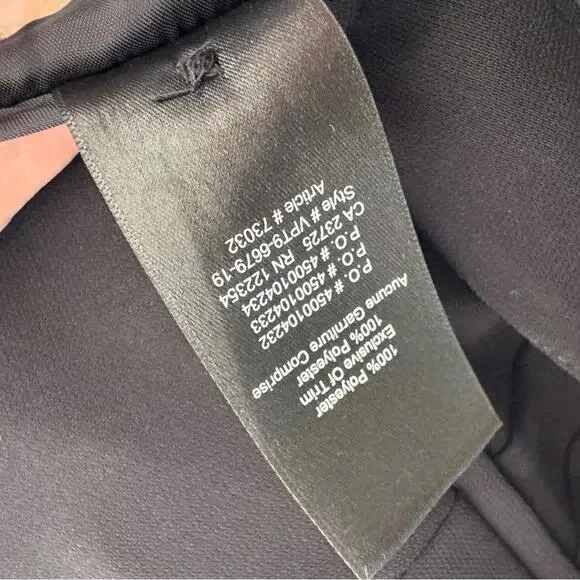 100% Polyester
Exclusive Of Trim
100% Polyester
Aucune Garniture Comprise
P.O. # 4500104232
P.O. # 4500104233
P.O. # 4500104234
CA 23725 RN 122354
Style # VPT9-6679-19
Article # 73032